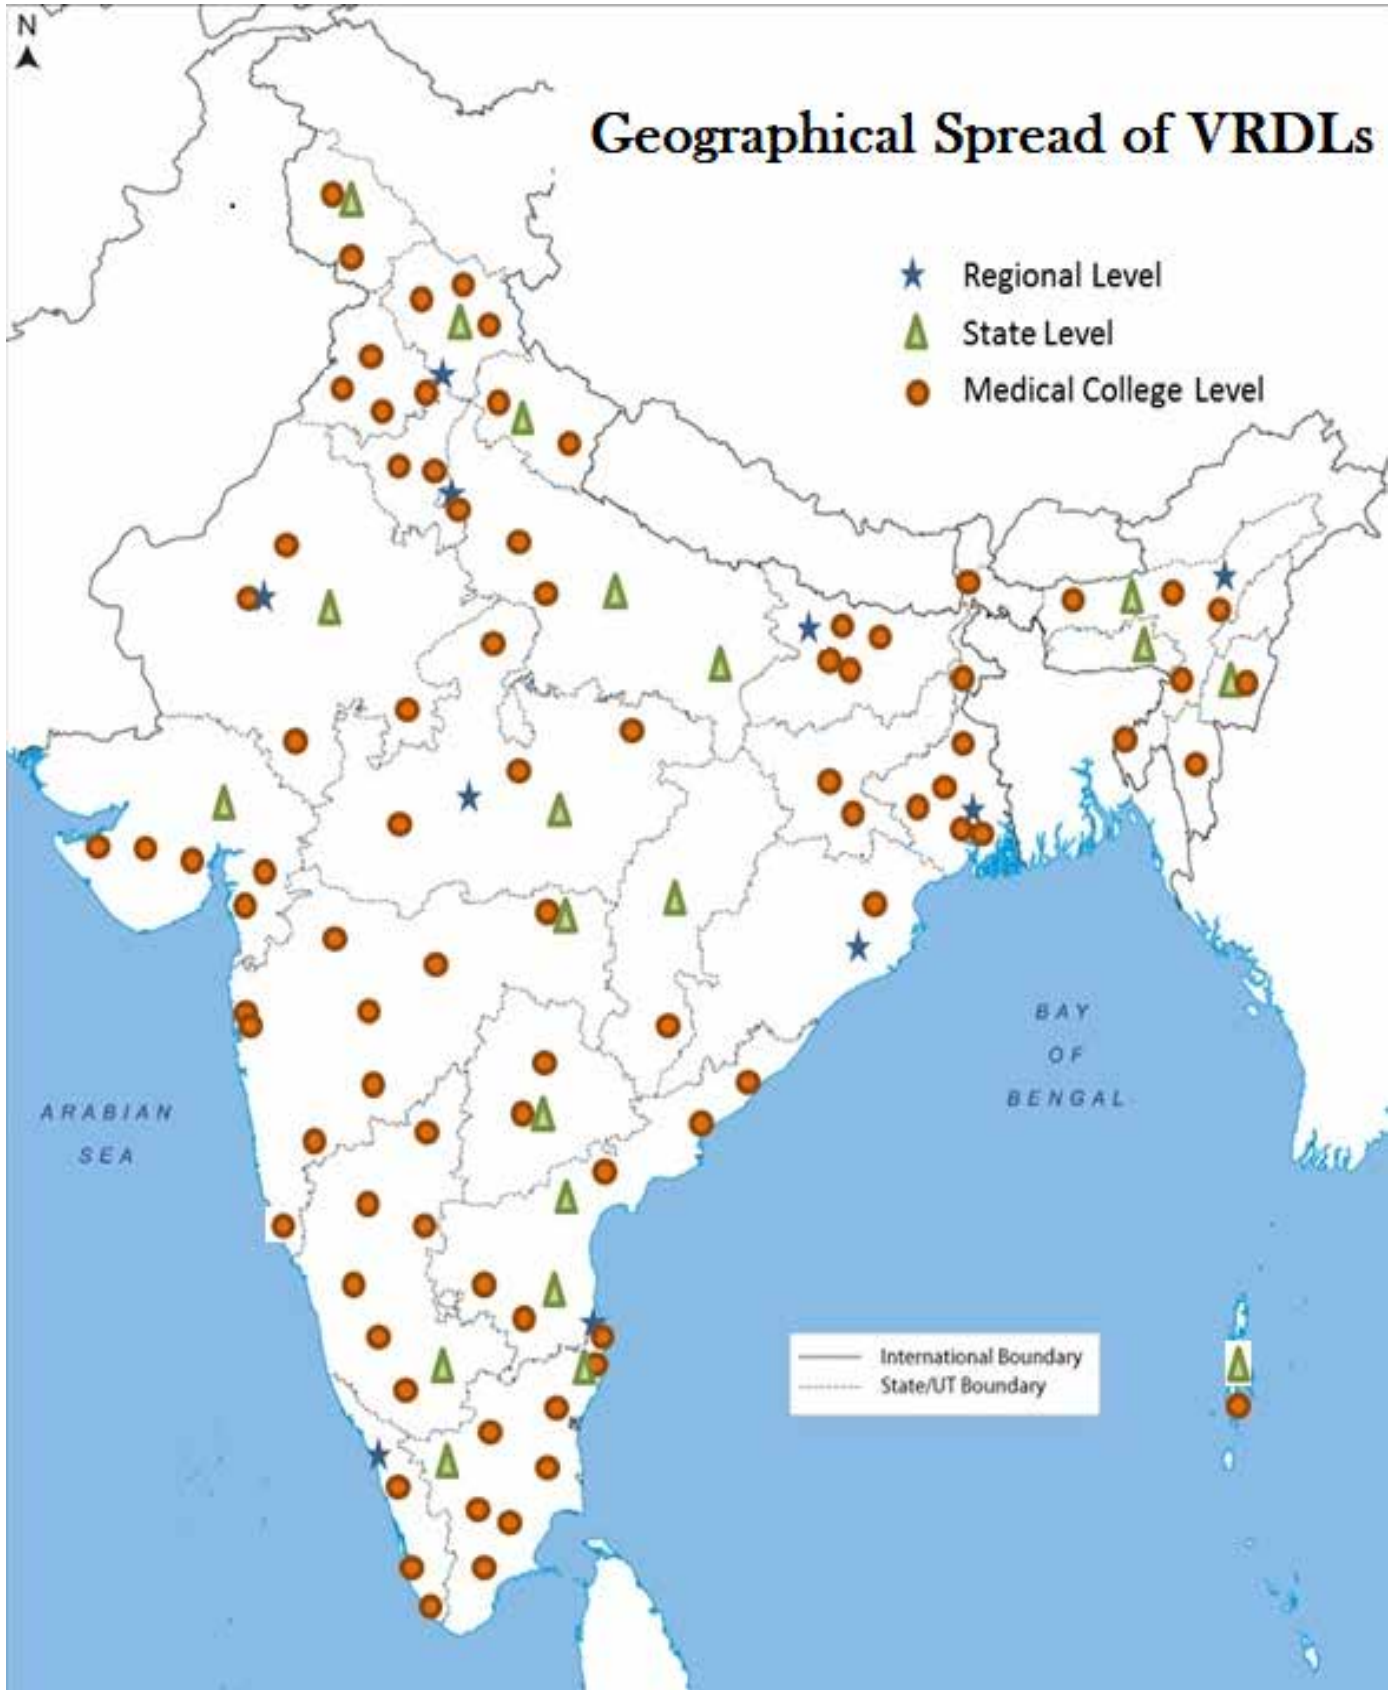 N
Geographical Spread of VRDLs
Regional Level
State Level
Medical College Level
BAY
OF
BENGAL
ARABIAN
SEA
International Boundary
State/UT Boundary